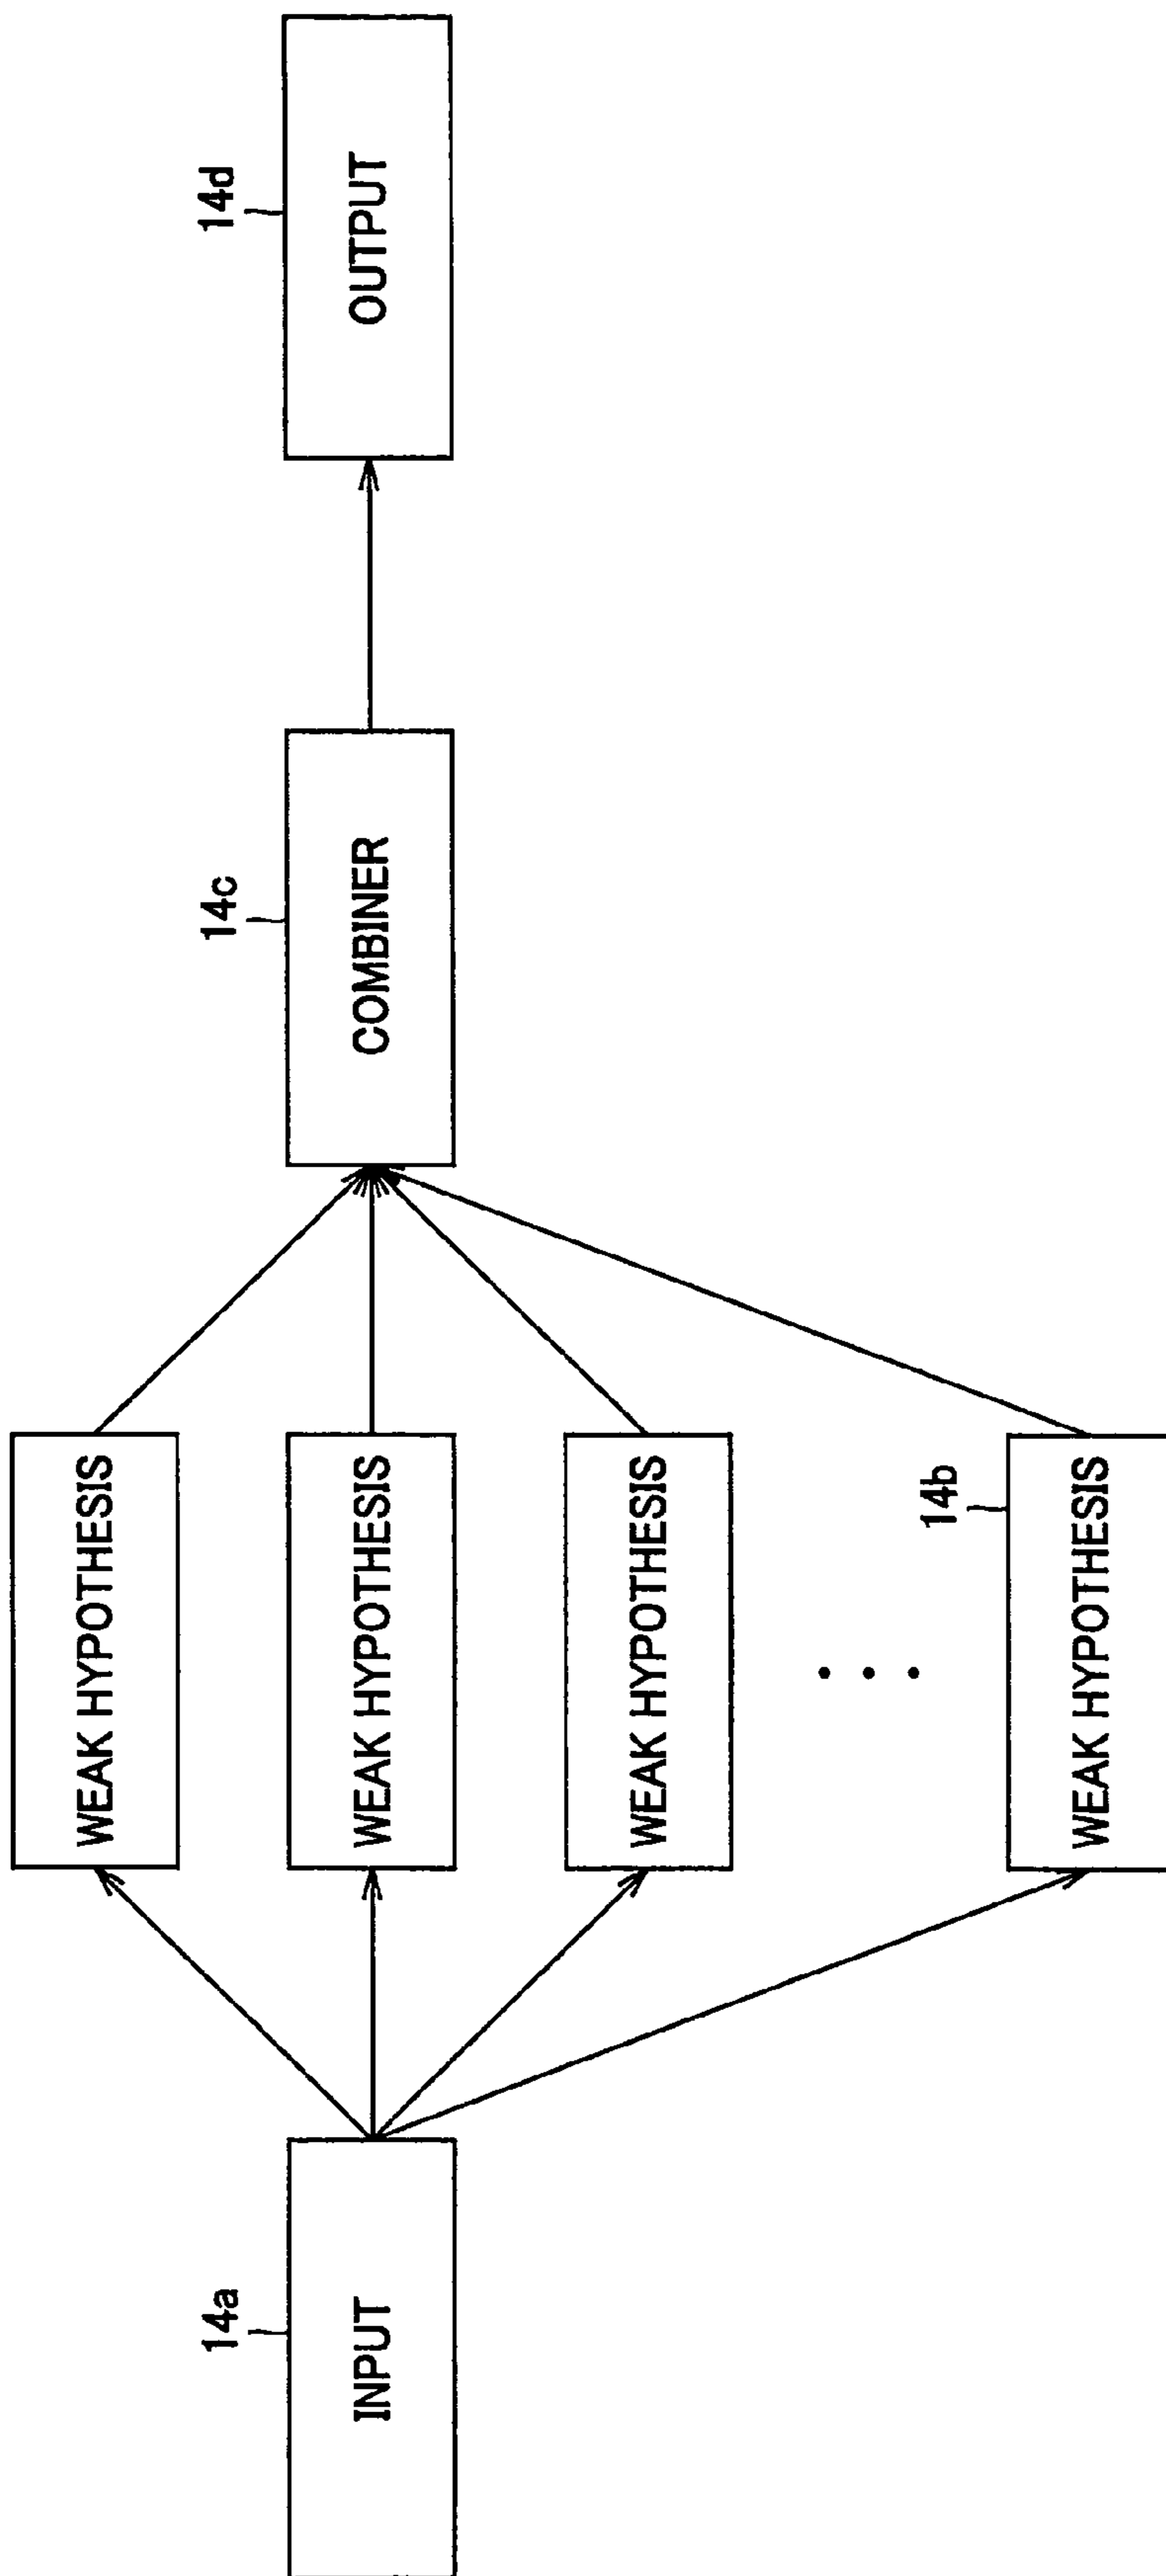 14a
INPUT
WEAK HYPOTHESIS
WEAK HYPOTHESIS
WEAK HYPOTHESIS
. . .
14b
WEAK HYPOTHESIS
14c
COMBINER
14d
OUTPUT